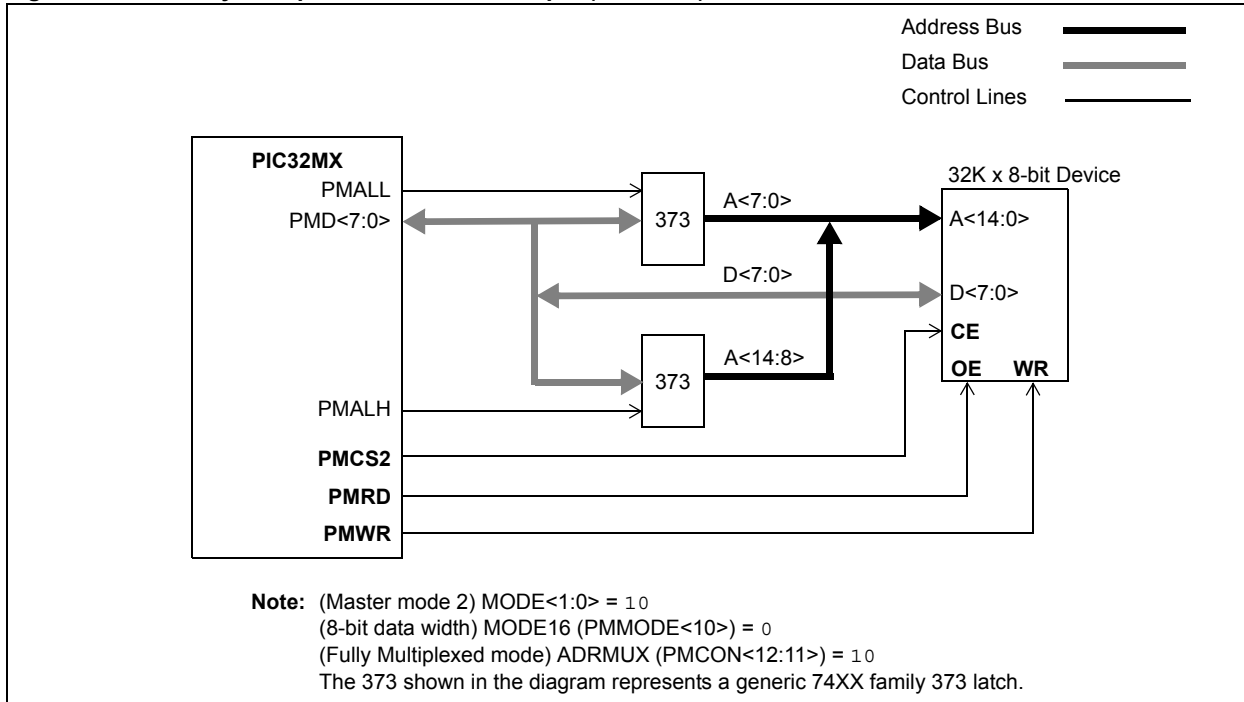 Address Bus
Data Bus
Control Lines
PIC32MX
PMALL
PMD<7:0>
373
A<7:0>
32K x 8-bit Device
A<14:0>
D<7:0>
D<7:0>
CE
OE WR
373
A<14:8>
PMALH
PMCS2
PMRD
PMWR
Note: (Master mode 2) MODE<1:0> = 10
(8-bit data width) MODE16 (PMMODE<10>) = 0
(Fully Multiplexed mode) ADRMUX (PMCON<12:11>) = 10
The 373 shown in the diagram represents a generic 74XX family 373 latch.